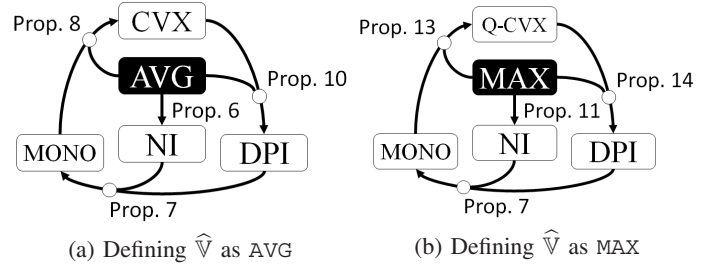 Prop. 8
CVX
AVG
Prop. 10
Prop. 6
MONO
NI
DPI
Prop. 7
(a) Defining V̂ as AVG
Prop. 13
Q-CVX
MAX
Prop. 14
Prop. 11
MONO
NI
DPI
Prop. 7
(b) Defining V̂ as MAX